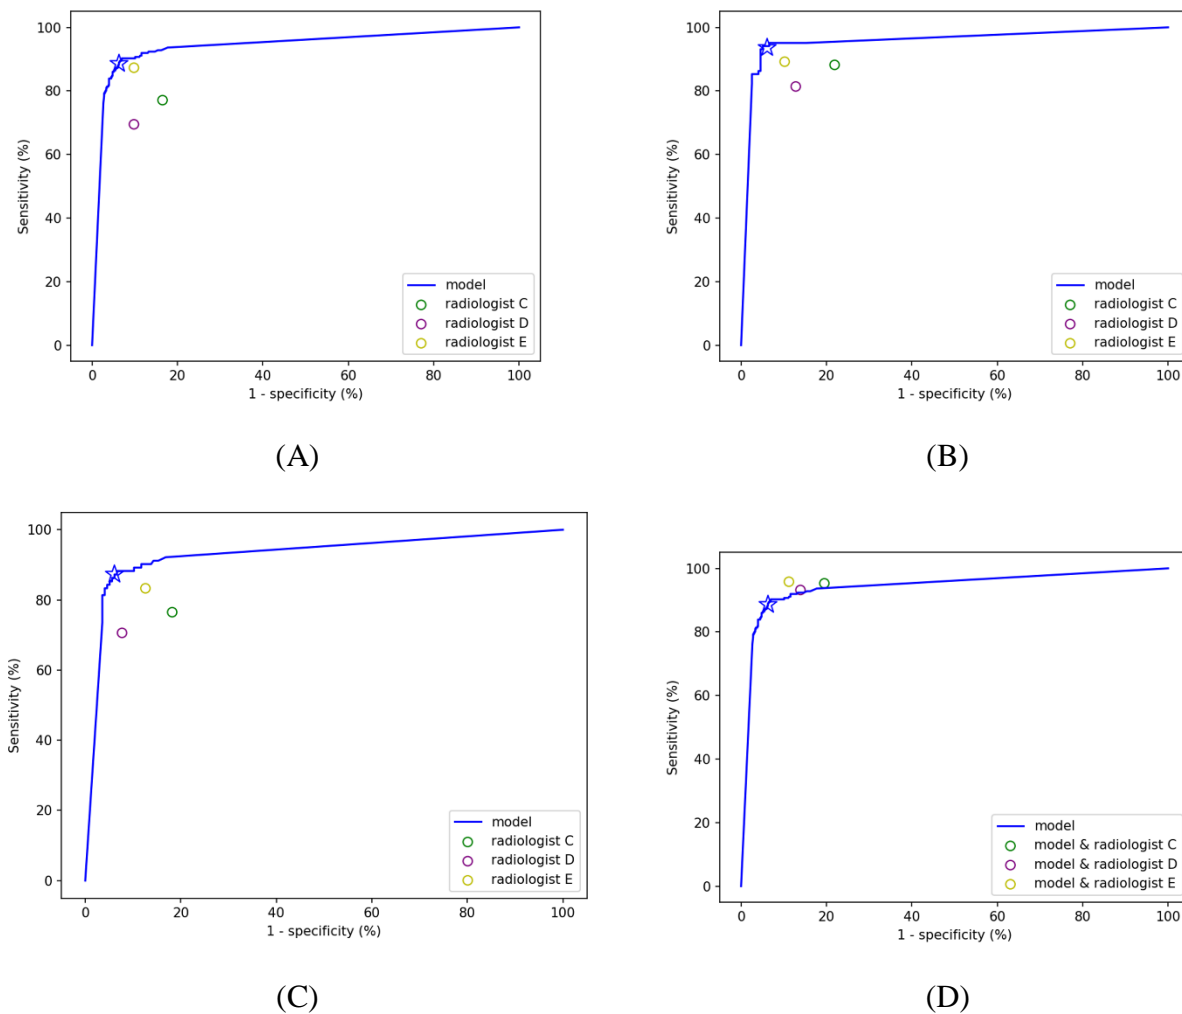 100
80
60
40
20
0
Sensitivity (%)
model
radiologist C
radiologist D
radiologist E
0 20 40 60 80 100
1 - specificity (%)
(A)
100
80
60
40
20
0
Sensitivity (%)
model
radiologist C
radiologist D
radiologist E
0 20 40 60 80 100
1 - specificity (%)
(B)
100
80
60
40
20
0
Sensitivity (%)
model
radiologist C
radiologist D
radiologist E
0 20 40 60 80 100
1 - specificity (%)
(C)
100
80
60
40
20
0
Sensitivity (%)
model
model & radiologist C
model & radiologist D
model & radiologist E
0 20 40 60 80 100
1 - specificity (%)
(D)